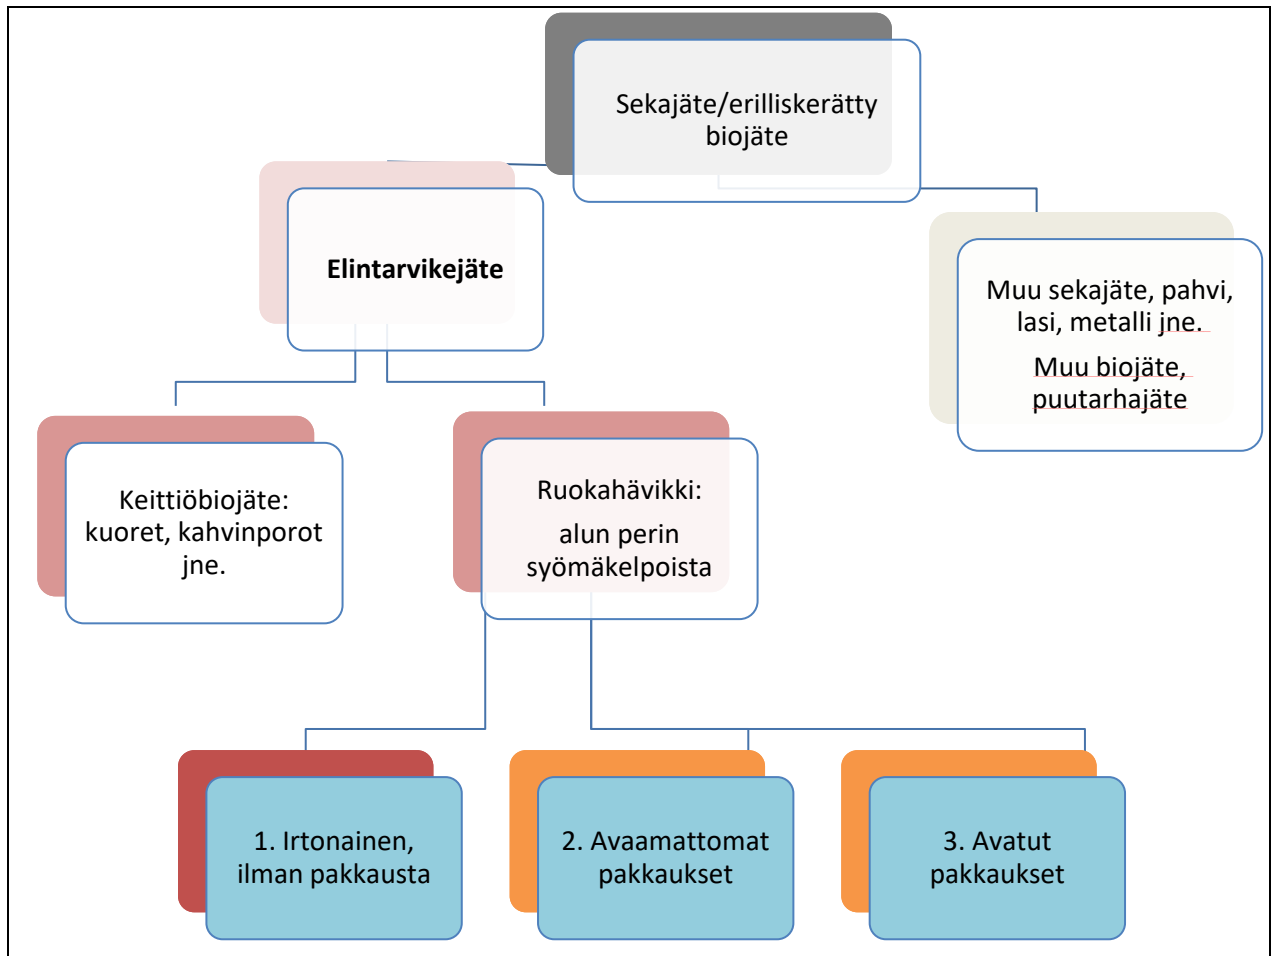 Sekajäte/erilliskerätty
biojäte
Elintarvikejäte
Muu sekajäte, pahvi,
lasi, metalli jne.
Muu biojäte,
puutarhajäte
Keittiöbiojäte:
kuoret, kahvinporot
jne.
Ruokahävikki:
alun perin
syömäkelpoista
1. Irtonainen,
ilman pakkausta
2. Avaamattomat
pakkaukset
3. Avatut
pakkaukset